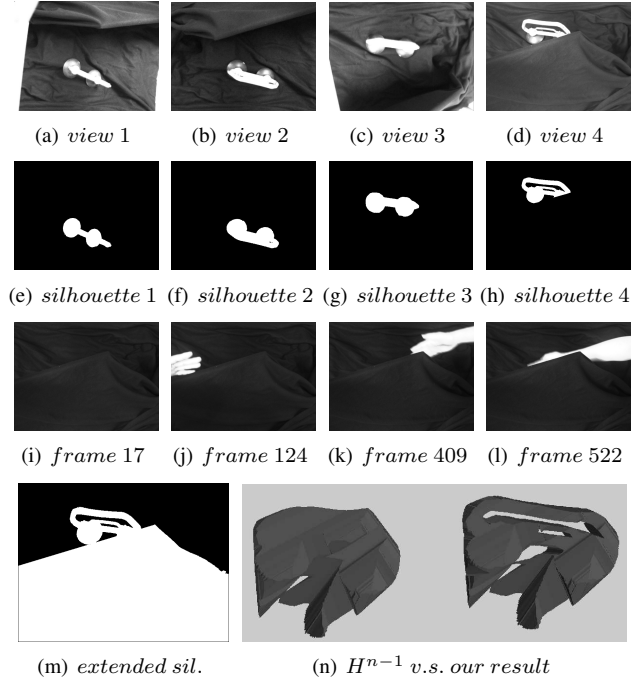 (a) view 1
(b) view 2
(c) view 3
(d) view 4
(e) silhouette 1
(f) silhouette 2
(g) silhouette 3
(h) silhouette 4
(i) frame 17
(j) frame 124
(k) frame 409
(l) frame 522
(m) extended sil.
(n) Hⁿ⁻¹ v.s. our result